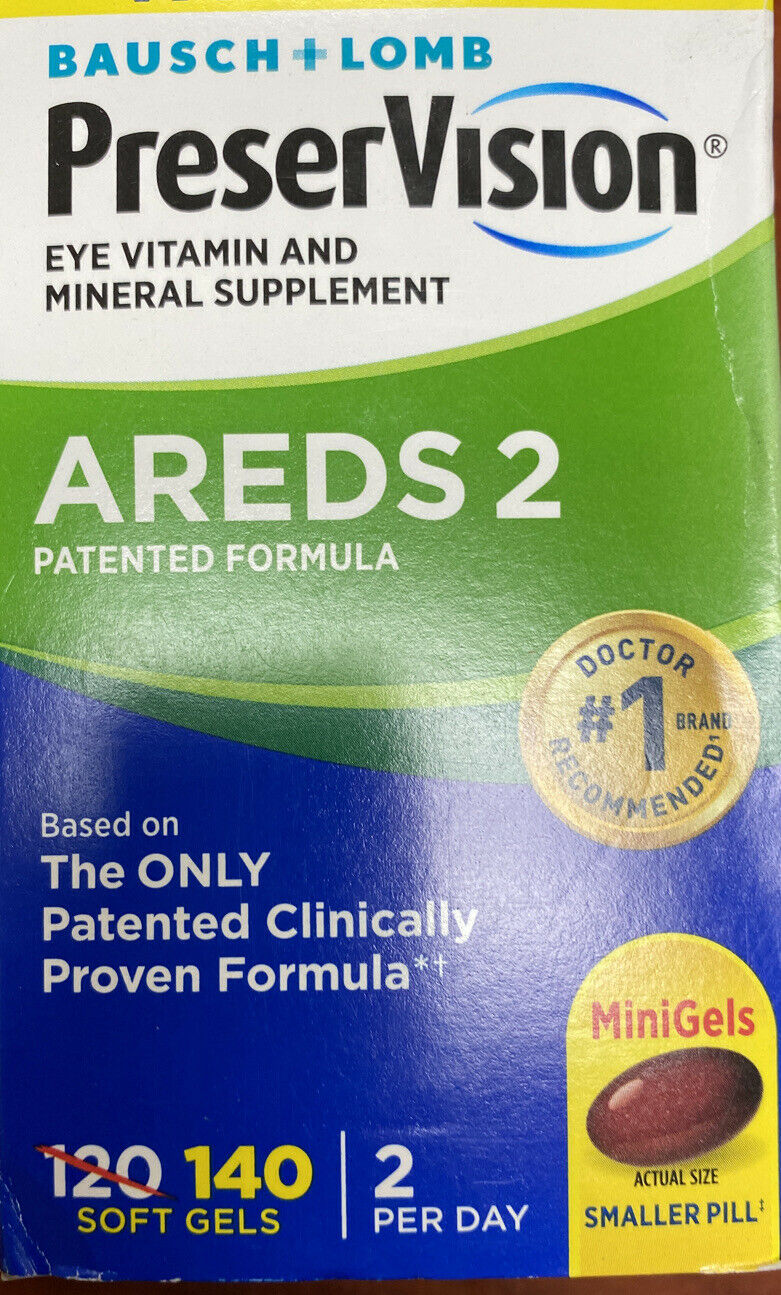 BAUSCH + LOMB
PreserVision®
EYE VITAMIN AND
MINERAL SUPPLEMENT
AREDS 2
PATENTED FORMULA
DOCTOR
#1 BRAND
RECOMMENDED¹
Based on
The ONLY
Patented Clinically
Proven Formula*†
MiniGels
ACTUAL SIZE
SMALLER PILL‡
120 140
SOFT GELS
2
PER DAY